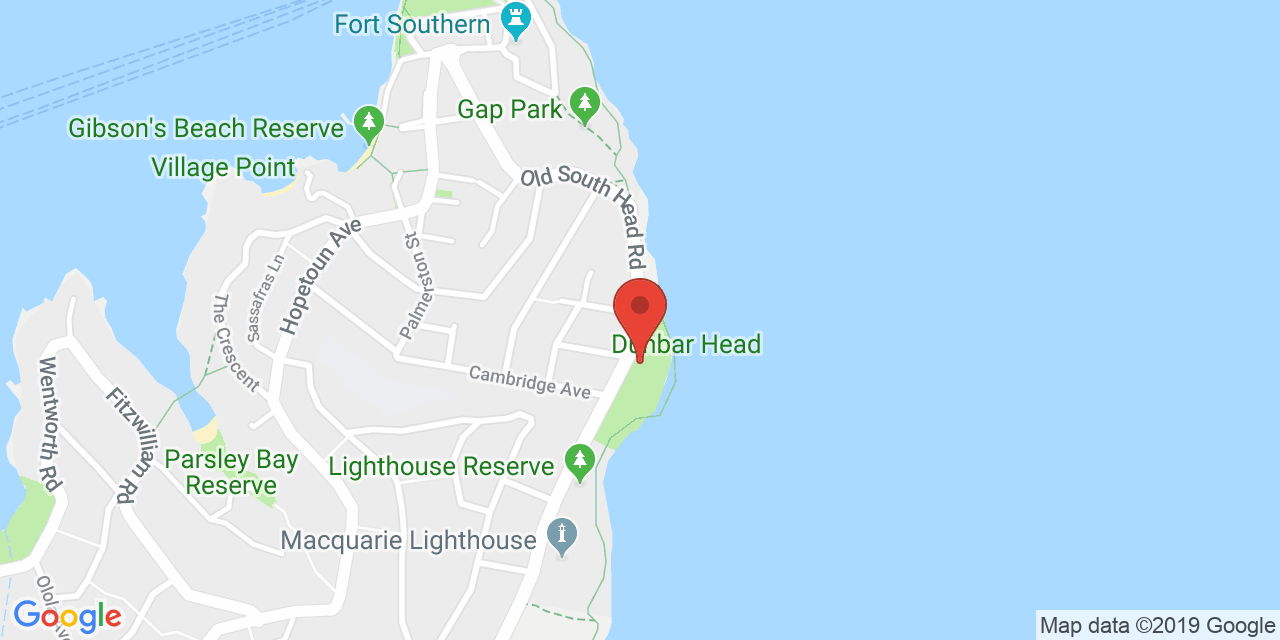 Fort Southern
Gap Park
Gibson's Beach Reserve
Village Point
Old South Head Rd
Hopetoun Ave
Palmerston St
Sassafras Ln
The Crescent
Dunbar Head
Wentworth Rd
Fitzwilliam Rd
Cambridge Ave
Parsley Bay
Reserve
Lighthouse Reserve
Macquarie Lighthouse
Google
Map data ©2019 Google